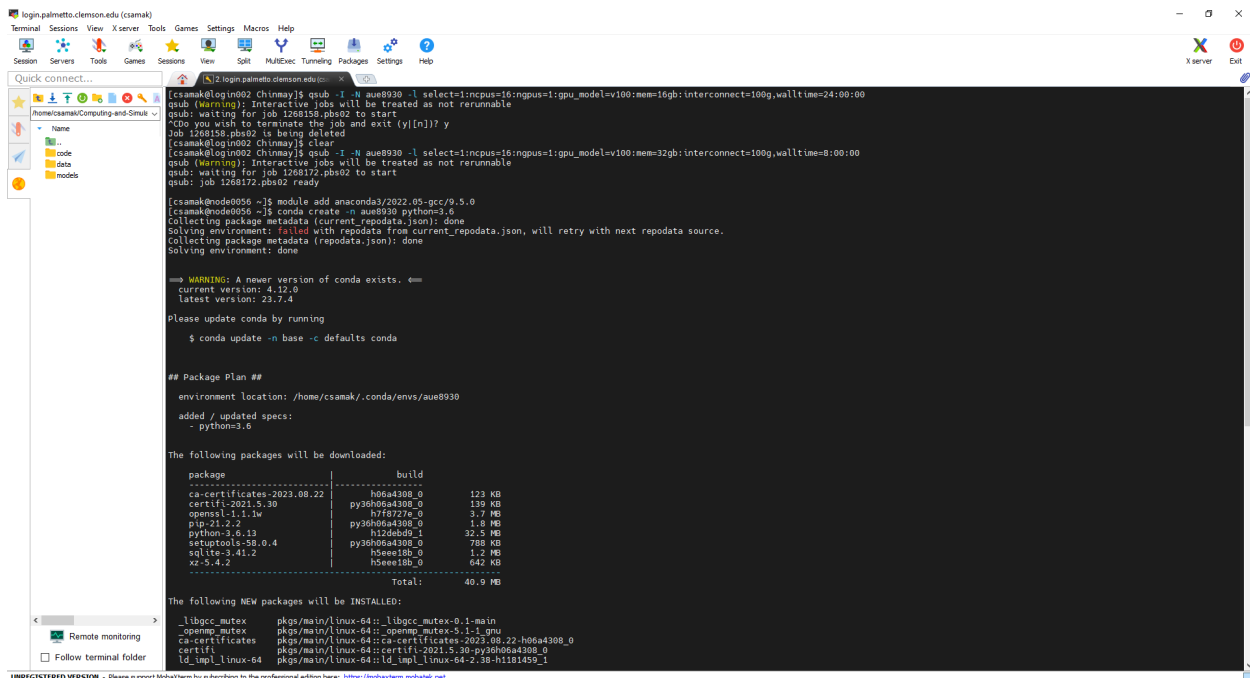 login.palmetto.clemson.edu (csamak)
Terminal Sessions View X server Tools Games Settings Macros Help
Session Servers Tools Games Sessions View Split MultiExec Tunneling Packages Settings Help X server Exit
Quick connect...
2. login.palmetto.clemson.edu (cs
/home/csamak/Computing-and-Simula
Name
..
code
data
models
[csamak@login002 Chinmay]$ qsub -I -N aue8930 -l select=1:ncpus=16:ngpus=1:gpu_model=v100:mem=16gb:interconnect=100g,walltime=24:00:00
qsub (Warning): Interactive jobs will be treated as not rerunnable
qsub: waiting for job 1268158.pbs02 to start
^CDo you wish to terminate the job and exit (y|[n])? y
Job 1268158.pbs02 is being deleted
[csamak@login002 Chinmay]$ clear
[csamak@login002 Chinmay]$ qsub -I -N aue8930 -l select=1:ncpus=16:ngpus=1:gpu_model=v100:mem=32gb:interconnect=100g,walltime=8:00:00
qsub (Warning): Interactive jobs will be treated as not rerunnable
qsub: waiting for job 1268172.pbs02 to start
qsub: job 1268172.pbs02 ready
[csamak@node0056 ~]$ module add anaconda3/2022.05-gcc/9.5.0
[csamak@node0056 ~]$ conda create -n aue8930 python=3.6
Collecting package metadata (current_repodata.json): done
Solving environment: failed with repodata from current_repodata.json, will retry with next repodata source.
Collecting package metadata (repodata.json): done
Solving environment: done
==> WARNING: A newer version of conda exists. <==
current version: 4.12.0
latest version: 23.7.4
Please update conda by running
$ conda update -n base -c defaults conda
## Package Plan ##
environment location: /home/csamak/.conda/envs/aue8930
added / updated specs:
- python=3.6
The following packages will be downloaded:
package | build
---------------------------|-----------------
ca-certificates-2023.08.22 | h06a4308_0 123 KB
certifi-2021.5.30 | py36h06a4308_0 139 KB
openssl-1.1.1w | h7f8727e_0 3.7 MB
pip-21.2.2 | py36h06a4308_0 1.8 MB
python-3.6.13 | h12debd9_1 32.5 MB
setuptools-58.0.4 | py36h06a4308_0 788 KB
sqlite-3.41.2 | h5eee18b_0 1.2 MB
xz-5.4.2 | h5eee18b_0 642 KB
------------------------------------------------------------
Total: 40.9 MB
The following NEW packages will be INSTALLED:
_libgcc_mutex pkgs/main/linux-64::_libgcc_mutex-0.1-main
_openmp_mutex pkgs/main/linux-64::_openmp_mutex-5.1-1_gnu
ca-certificates pkgs/main/linux-64::ca-certificates-2023.08.22-h06a4308_0
certifi pkgs/main/linux-64::certifi-2021.5.30-py36h06a4308_0
ld_impl_linux-64 pkgs/main/linux-64::ld_impl_linux-64-2.38-h1181459_1
Remote monitoring
Follow terminal folder
UNREGISTERED VERSION - Please support MobaXterm by subscribing to the professional edition here: https://mobaxterm.mobatek.net